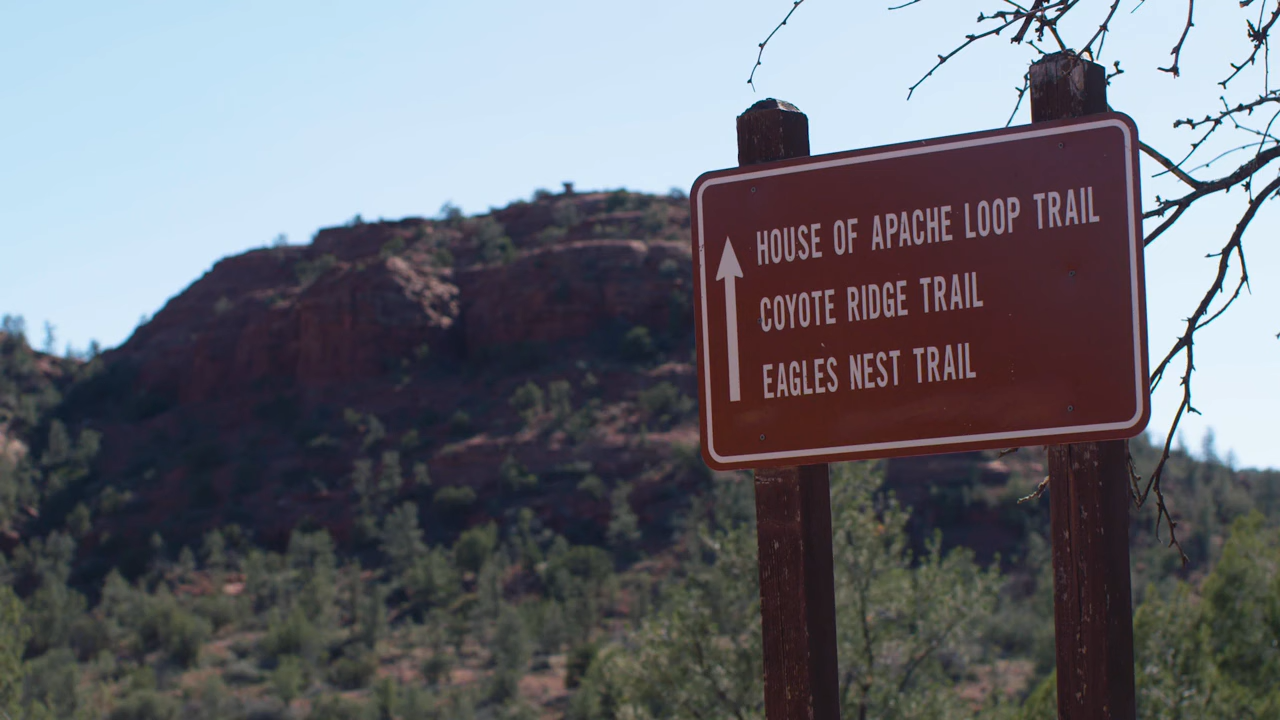 HOUSE OF APACHE LOOP TRAIL
COYOTE RIDGE TRAIL
EAGLES NEST TRAIL